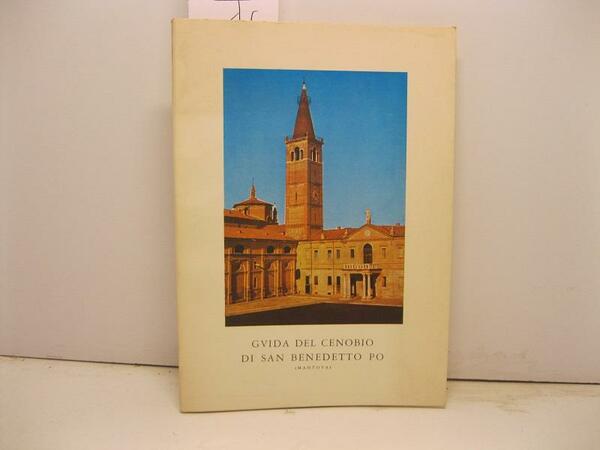 GVIDA DEL CENOBIO
DI SAN BENEDETTO PO
(MANTOVA)